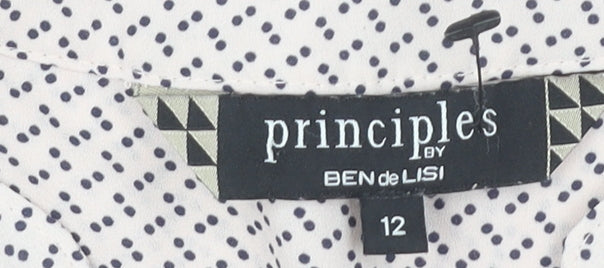 principles
BY
BEN de LISI
12